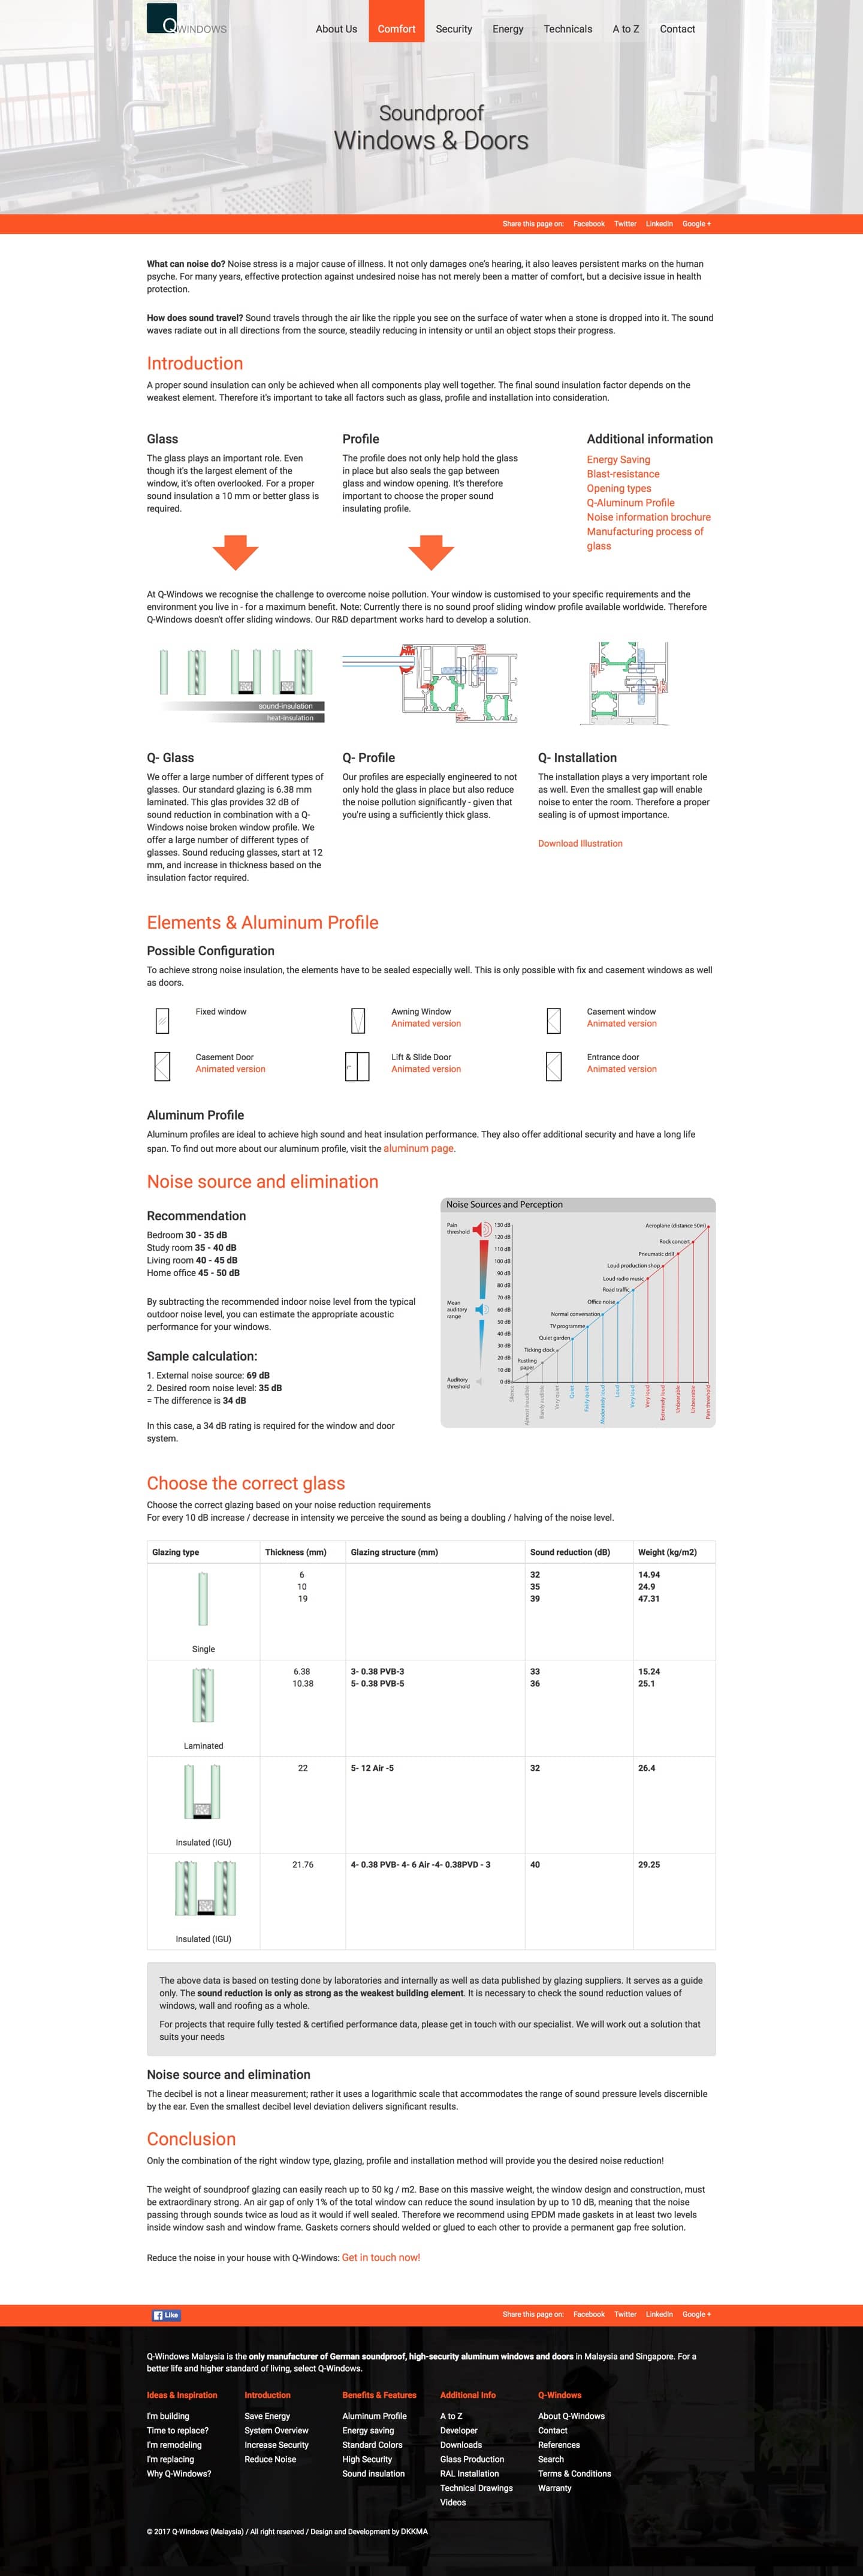 QWINDOWS
About Us
Comfort
Security
Energy
Technicals
A to Z
Contact
Soundproof
Windows & Doors
Share this page on: Facebook Twitter LinkedIn Google +
What can noise do? Noise stress is a major cause of illness. It not only damages one's hearing, it also leaves persistent marks on the human
psyche. For many years, effective protection against undesired noise has not merely been a matter of comfort, but a decisive issue in health
protection.
How does sound travel? Sound travels through the air like the ripple you see on the surface of water when a stone is dropped into it. The sound
waves radiate out in all directions from the source, steadily reducing in intensity or until an object stops their progress.
Introduction
A proper sound insulation can only be achieved when all components play well together. The final sound insulation factor depends on the
weakest element. Therefore it's important to take all factors such as glass, profile and installation into consideration.
Glass
The glass plays an important role. Even
though it's the largest element of the
window, it's often overlooked. For a proper
sound insulation a 10 mm or better glass is
required.
Profile
The profile does not only help hold the glass
in place but also seals the gap between
glass and window opening. It's therefore
important to choose the proper sound
insulating profile.
Additional information
Energy Saving
Blast-resistance
Opening types
Q-Aluminum Profile
Noise information brochure
Manufacturing process of
glass
At Q-Windows we recognise the challenge to overcome noise pollution. Your window is customised to your specific requirements and the
environment you live in - for a maximum benefit. Note: Currently there is no sound proof sliding window profile available worldwide. Therefore
Q-Windows doesn't offer sliding windows. Our R&D department works hard to develop a solution.
sound-insulation
heat-insulation
Q- Glass
We offer a large number of different types of
glasses. Our standard glazing is 6.38 mm
laminated. This glas provides 32 dB of
sound reduction in combination with a Q-
Windows noise broken window profile. We
offer a large number of different types of
glasses. Sound reducing glasses, start at 12
mm, and increase in thickness based on the
insulation factor required.
Q- Profile
Our profiles are especially engineered to not
only hold the glass in place but also reduce
the noise pollution significantly - given that
you're using a sufficiently thick glass.
Q- Installation
The installation plays a very important role
as well. Even the smallest gap will enable
noise to enter the room. Therefore a proper
sealing is of upmost importance.
Download Illustration
Elements & Aluminum Profile
Possible Configuration
To achieve strong noise insulation, the elements have to be sealed especially well. This is only possible with fix and casement windows as well
as doors.
Fixed window
Awning Window
Animated version
Casement window
Animated version
Casement Door
Animated version
Lift & Slide Door
Animated version
Entrance door
Animated version
Aluminum Profile
Aluminum profiles are ideal to achieve high sound and heat insulation performance. They also offer additional security and have a long life
span. To find out more about our aluminum profile, visit the aluminum page.
Noise source and elimination
Recommendation
Bedroom 30 - 35 dB
Study room 35 - 40 dB
Living room 40 - 45 dB
Home office 45 - 50 dB
By subtracting the recommended indoor noise level from the typical
outdoor noise level, you can estimate the appropriate acoustic
performance for your windows.
Sample calculation:
1. External noise source: 69 dB
2. Desired room noise level: 35 dB
= The difference is 34 dB
In this case, a 34 dB rating is required for the window and door
system.
Noise Sources and Perception
Pain
threshold
Mean
auditory
range
Auditory
threshold
130 dB
120 dB
110 dB
100 dB
90 dB
80 dB
70 dB
60 dB
50 dB
40 dB
30 dB
20 dB
10 dB
0 dB
Aeroplane (distance 50m)
Rock concert
Pneumatic drill
Loud production shop
Loud radio music
Road traffic
Office noise
Normal conversation
TV programme
Quiet garden
Ticking clock
Rustling
paper
Silence
Almost inaudible
Barely audible
Very quiet
Quiet
Fairly quiet
Moderately loud
Loud
Very loud
Very loud
Extremely loud
Unbearable
Unbearable
Pain threshold
Choose the correct glass
Choose the correct glazing based on your noise reduction requirements
For every 10 dB increase / decrease in intensity we perceive the sound as being a doubling / halving of the noise level.
Glazing type Thickness (mm) Glazing structure (mm) Sound reduction (dB) Weight (kg/m2)
6 32 14.94
10 35 24.9
19 39 47.31
Single
6.38 3- 0.38 PVB-3 33 15.24
10.38 5- 0.38 PVB-5 36 25.1
Laminated
22 5- 12 Air -5 32 26.4
Insulated (IGU)
21.76 4- 0.38 PVB- 4- 6 Air -4- 0.38PVD - 3 40 29.25
Insulated (IGU)
The above data is based on testing done by laboratories and internally as well as data published by glazing suppliers. It serves as a guide
only. The sound reduction is only as strong as the weakest building element. It is necessary to check the sound reduction values of
windows, wall and roofing as a whole.
For projects that require fully tested & certified performance data, please get in touch with our specialist. We will work out a solution that
suits your needs
Noise source and elimination
The decibel is not a linear measurement; rather it uses a logarithmic scale that accommodates the range of sound pressure levels discernible
by the ear. Even the smallest decibel level deviation delivers significant results.
Conclusion
Only the combination of the right window type, glazing, profile and installation method will provide you the desired noise reduction!
The weight of soundproof glazing can easily reach up to 50 kg / m2. Base on this massive weight, the window design and construction, must
be extraordinary strong. An air gap of only 1% of the total window can reduce the sound insulation by up to 10 dB, meaning that the noise
passing through sounds twice as loud as it would if well sealed. Therefore we recommend using EPDM made gaskets in at least two levels
inside window sash and window frame. Gaskets corners should welded or glued to each other to provide a permanent gap free solution.
Reduce the noise in your house with Q-Windows: Get in touch now!
Like
Share this page on: Facebook Twitter LinkedIn Google +
Q-Windows Malaysia is the only manufacturer of German soundproof, high-security aluminum windows and doors in Malaysia and Singapore. For a
better life and higher standard of living, select Q-Windows.
Ideas & Inspiration
I'm building
Time to replace?
I'm remodeling
I'm replacing
Why Q-Windows?
Introduction
Save Energy
System Overview
Increase Security
Reduce Noise
Benefits & Features
Aluminum Profile
Energy saving
Standard Colors
High Security
Sound insulation
Additional Info
A to Z
Developer
Downloads
Glass Production
RAL Installation
Technical Drawings
Videos
Q-Windows
About Q-Windows
Contact
References
Search
Terms & Conditions
Warranty
© 2017 Q-Windows (Malaysia) / All right reserved / Design and Development by DKKMA